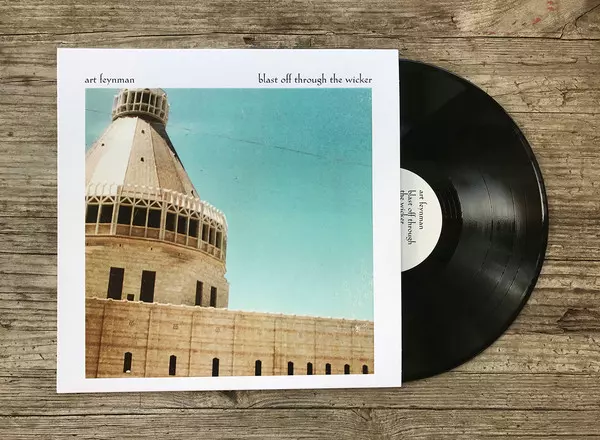 art feynman
blast off through the wicker
art feynman
blast off through
the wicker